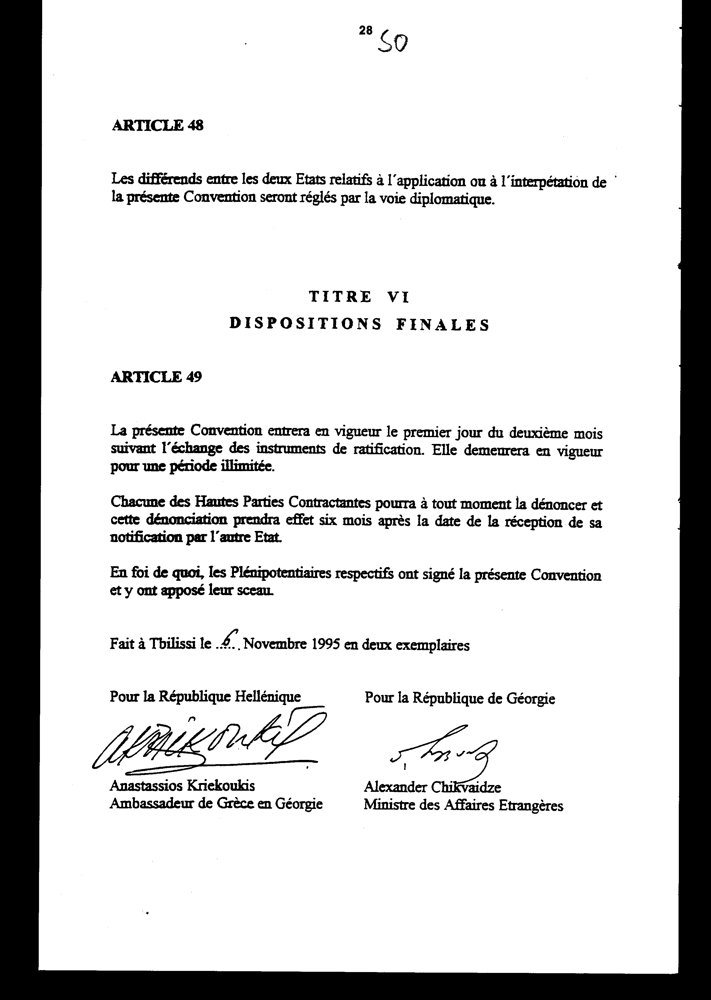 28 50
ARTICLE 48
Les différends entre les deux Etats relatifs à l´application ou à l´interpétation de
la présente Convention seront réglés par la voie diplomatique.
TITRE VI
DISPOSITIONS FINALES
ARTICLE 49
La présente Convention entrera en vigueur le premier jour du deuxième mois
suivant l´échange des instruments de ratification. Elle demeurera en vigueur
pour une période illimitée.
Chacune des Hautes Parties Contractantes pourra à tout moment la dénoncer et
cette dénonciation prendra effet six mois après la date de la réception de sa
notification par l´autre Etat.
En foi de quoi, les Plénipotentiaires respectifs ont signé la présente Convention
et y ont apposé leur sceau.
Fait à Tbilissi le ..6.. Novembre 1995 en deux exemplaires
Pour la République Hellénique Pour la République de Géorgie
Anastassios Kriekoukis Alexander Chikvaidze
Ambassadeur de Grèce en Géorgie Ministre des Affaires Etrangères